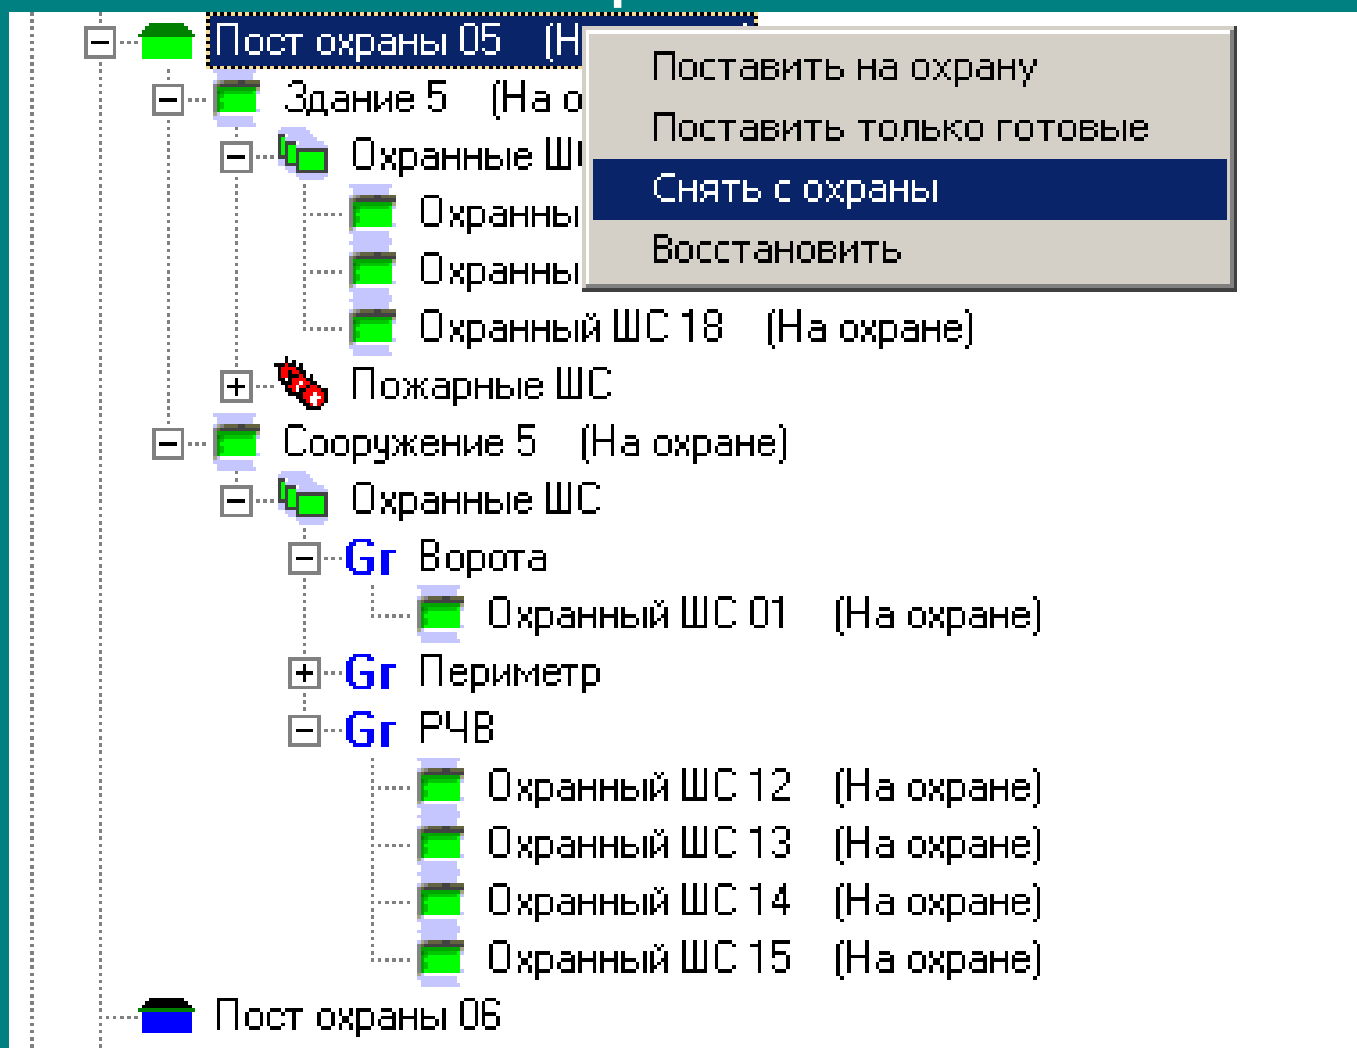 Пост охраны 05 (Н
Поставить на охрану
Здание 5 (На о
Поставить только готовые
Охранные Ш
Снять с охраны
Охранны
Восстановить
Охранны
Охранный ШС 18 (На охране)
Пожарные ШС
Сооружение 5 (На охране)
Охранные ШС
Gr Ворота
Охранный ШС 01 (На охране)
Gr Периметр
Gr РЧВ
Охранный ШС 12 (На охране)
Охранный ШС 13 (На охране)
Охранный ШС 14 (На охране)
Охранный ШС 15 (На охране)
Пост охраны 06